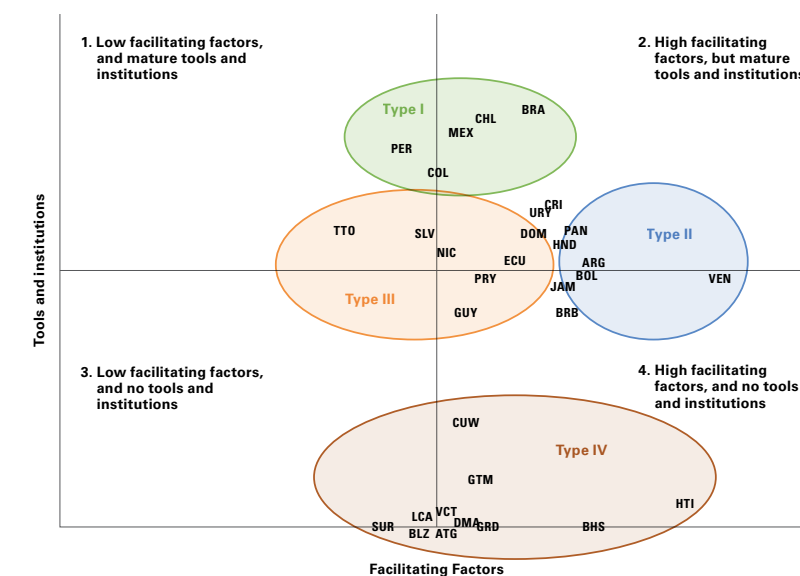 1. Low facilitating factors,
and mature tools and
institutions
2. High facilitating
factors, but mature
tools and institutions
Type I
BRA
CHL
MEX
PER
COL
CRI
URY
TTO
SLV
DOM
PAN
Type II
HND
NIC
ECU
ARG
BOL
PRY
VEN
JAM
Type III
GUY
BRB
Tools and institutions
3. Low facilitating factors,
and no tools and
institutions
4. High facilitating
factors, and no tools
and institutions
CUW
Type IV
GTM
HTI
LCA
VCT
SUR
DMA
GRD
BHS
BLZ
ATG
Facilitating Factors